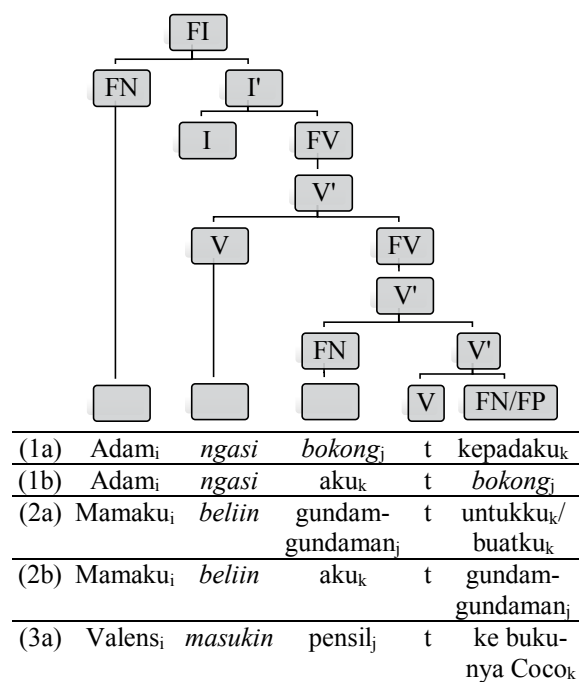 FI
FN I'
I FV
V'
V FV
V'
FN V'
V FN/FP
(1a) Adamᵢ ngasi bokongⱼ t kepadakuₖ
(1b) Adamᵢ ngasi akuₖ t bokongⱼ
(2a) Mamakuᵢ beliin gundam- t untukkuₖ/
gundamanⱼ buatkuₖ
(2b) Mamakuᵢ beliin akuₖ t gundam-
gundamanⱼ
(3a) Valensᵢ masukin pensilⱼ t ke buku-
nya Cocoₖ